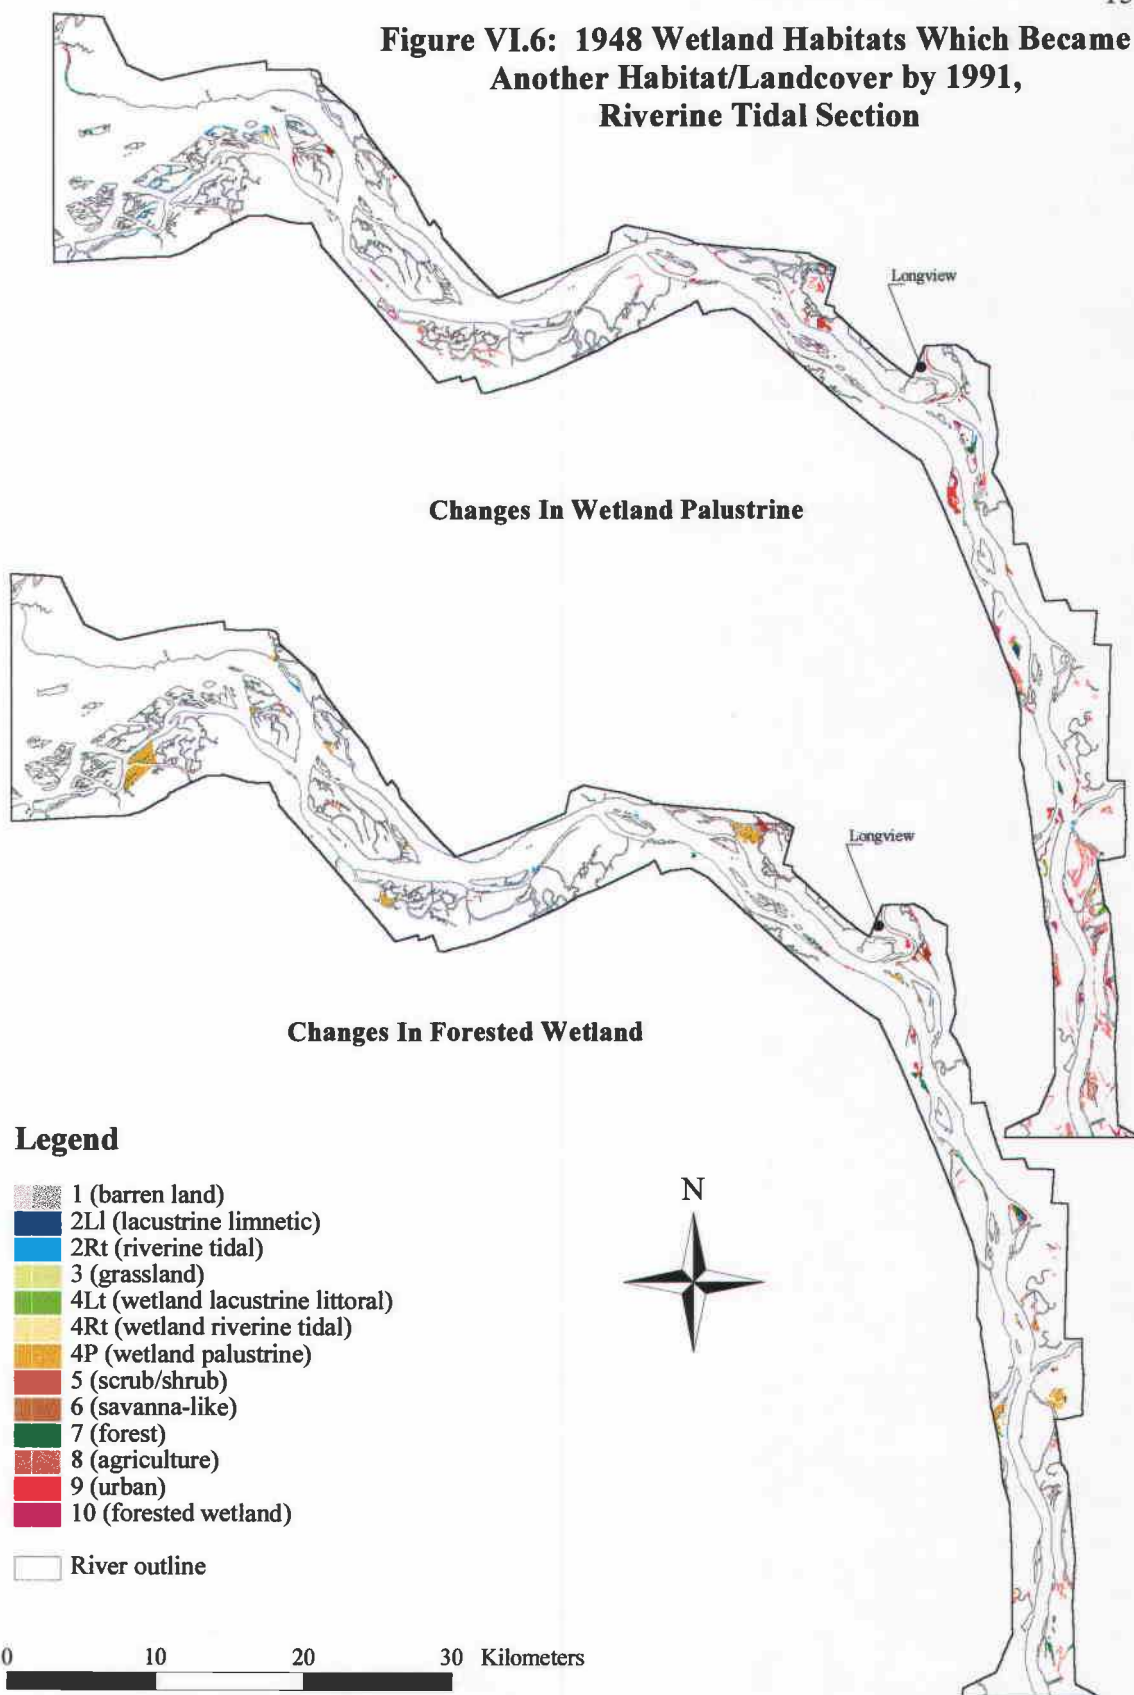 Figure VI.6: 1948 Wetland Habitats Which Became
Another Habitat/Landcover by 1991,
Riverine Tidal Section
Longview
Changes In Wetland Palustrine
Longview
Changes In Forested Wetland
Legend
1 (barren land)
2Ll (lacustrine limnetic)
2Rt (riverine tidal)
3 (grassland)
4Lt (wetland lacustrine littoral)
4Rt (wetland riverine tidal)
4P (wetland palustrine)
5 (scrub/shrub)
6 (savanna-like)
7 (forest)
8 (agriculture)
9 (urban)
10 (forested wetland)
River outline
N
0 10 20 30 Kilometers